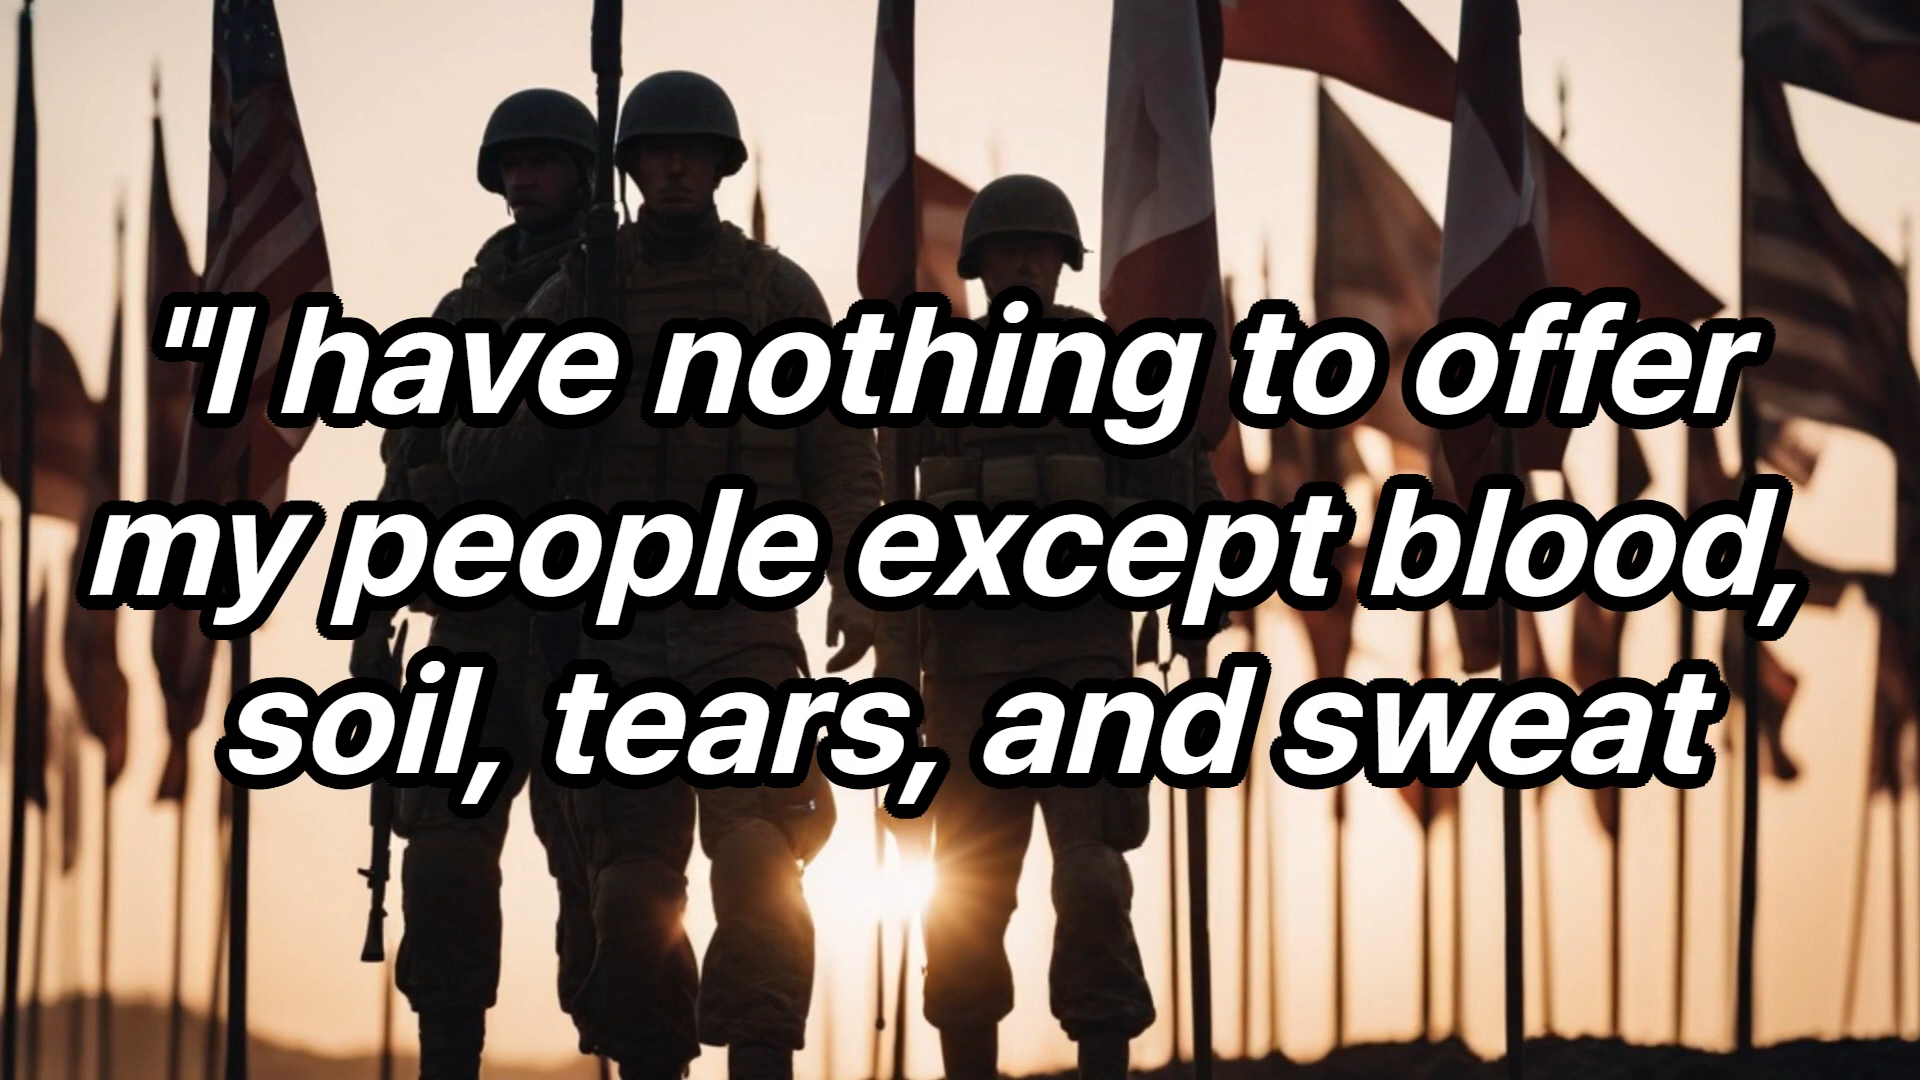 "I have nothing to offer
my people except blood,
soil, tears, and sweat